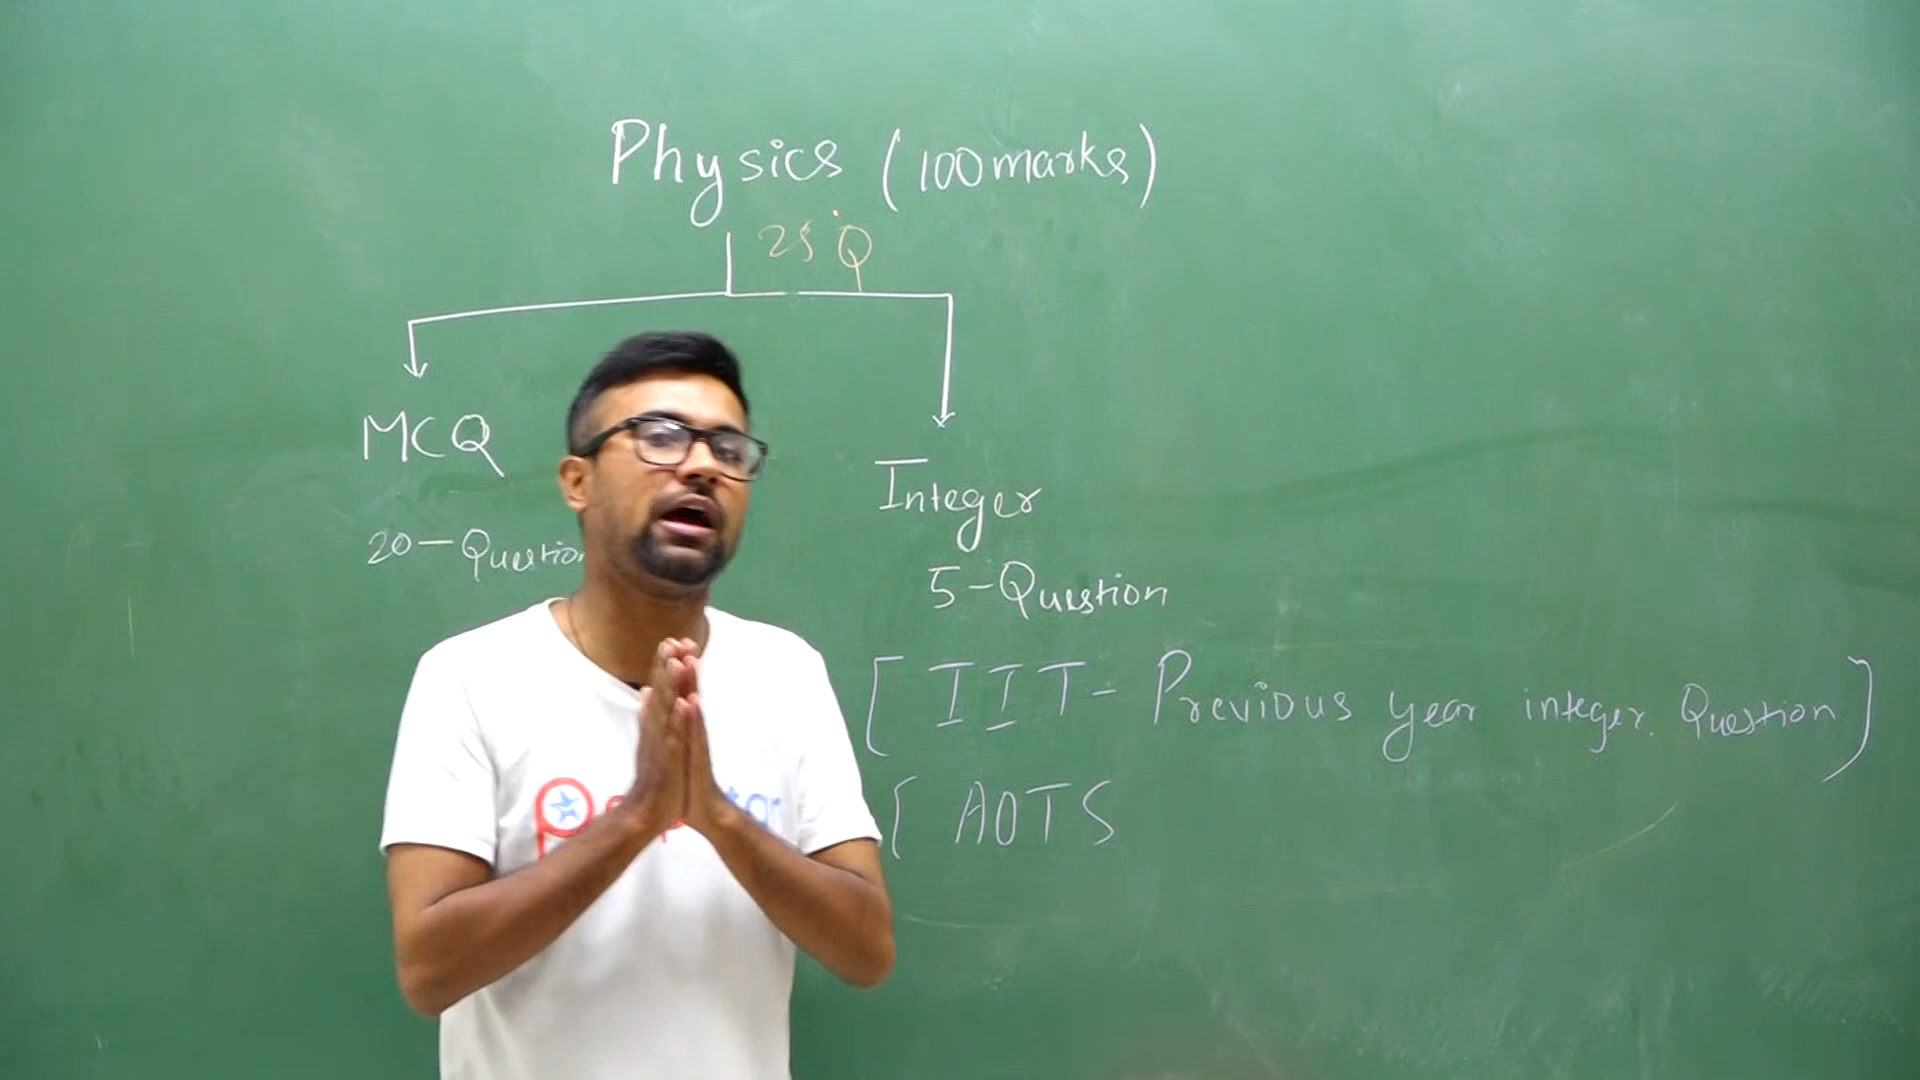 Physics (100 marks)
25 Q
MCQ
20-Question
Integer
5-Question
[ IIT- Previous year integer Question ]
[ AOTS